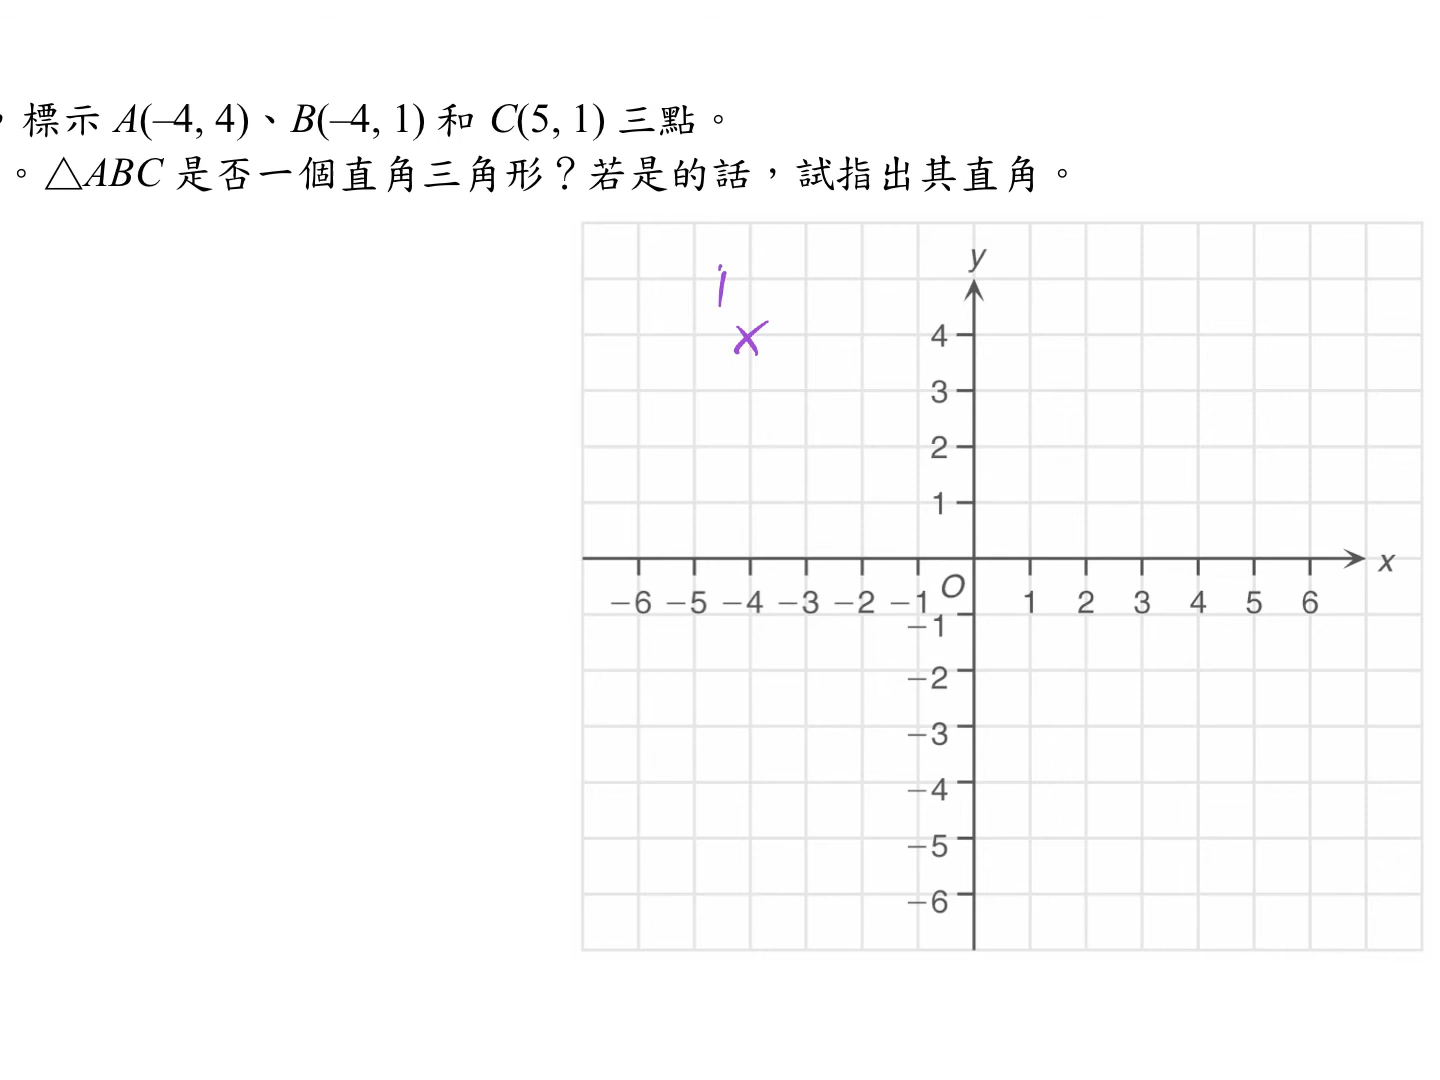 ，標示 A(–4, 4)、B(–4, 1) 和 C(5, 1) 三點。
。△ABC 是否一個直角三角形？若是的話，試指出其直角。
y
4
3
2
1
x
O
–6 –5 –4 –3 –2 –1 1 2 3 4 5 6
–1
–2
–3
–4
–5
–6